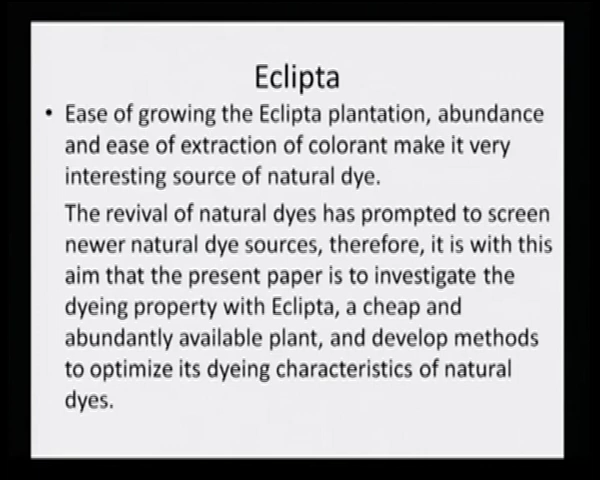 Eclipta
• Ease of growing the Eclipta plantation, abundance
and ease of extraction of colorant make it very
interesting source of natural dye.
The revival of natural dyes has prompted to screen
newer natural dye sources, therefore, it is with this
aim that the present paper is to investigate the
dyeing property with Eclipta, a cheap and
abundantly available plant, and develop methods
to optimize its dyeing characteristics of natural
dyes.